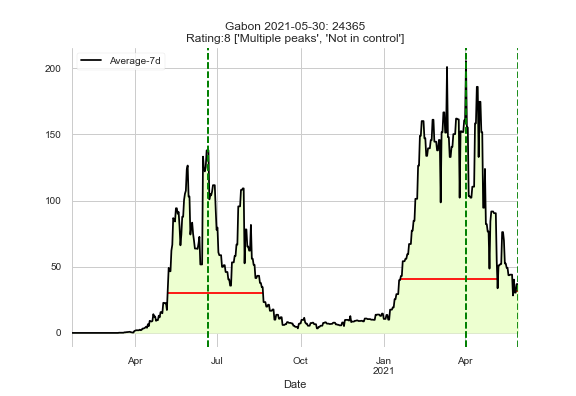 Gabon 2021-05-30: 24365
Rating:8 ['Multiple peaks', 'Not in control']
Average-7d
200
150
100
50
0
Apr
Jul
Oct
Jan
2021
Apr
Date